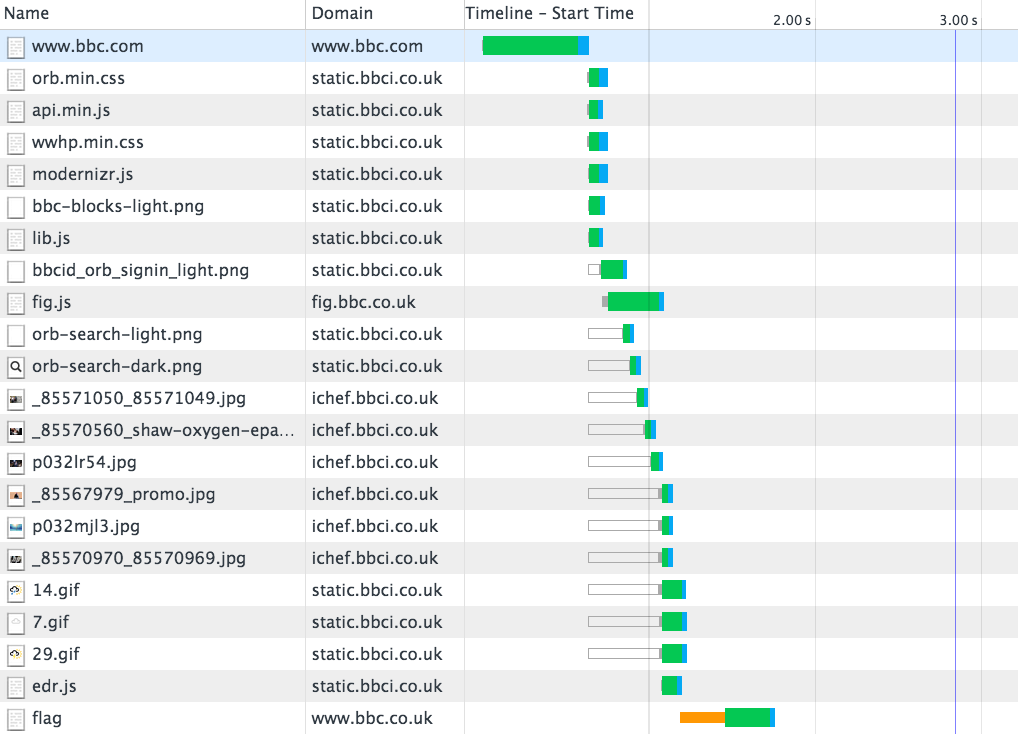 Name Domain Timeline – Start Time
2.00 s 3.00 s
www.bbc.com www.bbc.com
orb.min.css static.bbci.co.uk
api.min.js static.bbci.co.uk
wwhp.min.css static.bbci.co.uk
modernizr.js static.bbci.co.uk
bbc-blocks-light.png static.bbci.co.uk
lib.js static.bbci.co.uk
bbcid_orb_signin_light.png static.bbci.co.uk
fig.js fig.bbc.co.uk
orb-search-light.png static.bbci.co.uk
orb-search-dark.png static.bbci.co.uk
_85571050_85571049.jpg ichef.bbci.co.uk
_85570560_shaw-oxygen-epa... ichef.bbci.co.uk
p032lr54.jpg ichef.bbci.co.uk
_85567979_promo.jpg ichef.bbci.co.uk
p032mjl3.jpg ichef.bbci.co.uk
_85570970_85570969.jpg ichef.bbci.co.uk
14.gif static.bbci.co.uk
7.gif static.bbci.co.uk
29.gif static.bbci.co.uk
edr.js static.bbci.co.uk
flag www.bbc.co.uk